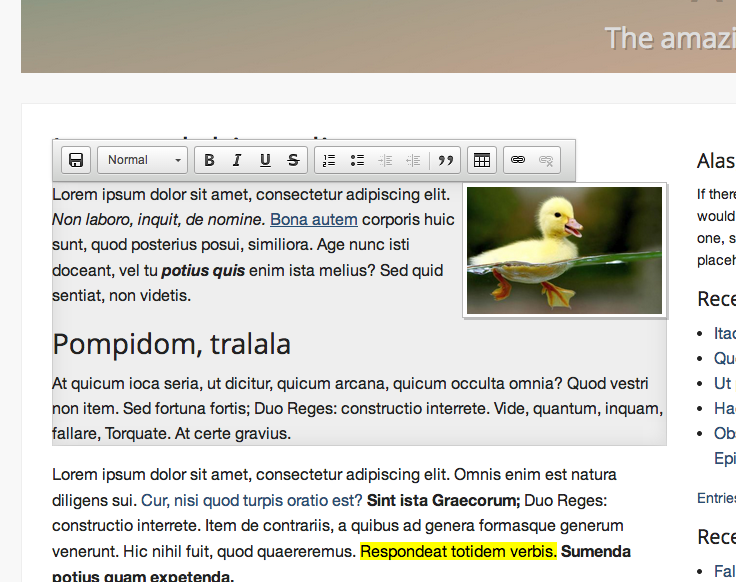 The amazi
Normal
B I U S
Lorem ipsum dolor sit amet, consectetur adipiscing elit.
Non laboro, inquit, de nomine. Bona autem corporis huic
sunt, quod posterius posui, similiora. Age nunc isti
doceant, vel tu potius quis enim ista melius? Sed quid
sentiat, non videtis.
Pompidom, tralala
At quicum ioca seria, ut dicitur, quicum arcana, quicum occulta omnia? Quod vestri
non item. Sed fortuna fortis; Duo Reges: constructio interrete. Vide, quantum, inquam,
fallare, Torquate. At certe gravius.
Lorem ipsum dolor sit amet, consectetur adipiscing elit. Omnis enim est natura
diligens sui. Cur, nisi quod turpis oratio est? Sint ista Graecorum; Duo Reges:
constructio interrete. Item de contrariis, a quibus ad genera formasque generum
venerunt. Hic nihil fuit, quod quaereremus. Respondeat totidem verbis. Sumenda
potius quam expetenda.
Alas
If there
would
one, s
placeh
Rece
Itac
Qu
Ut
Ha
Obs
Epi
Entries
Rece
Fal